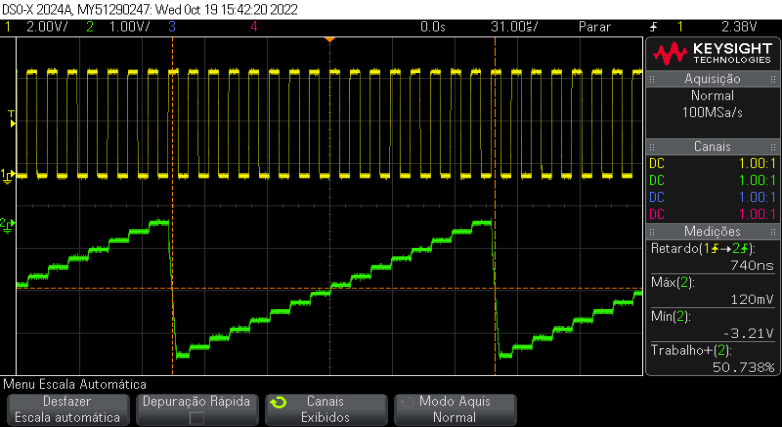 DSO-X 2024A, MY51290247: Wed Oct 19 15:42:20 2022
1 2.00V/ 2 1.00V/ 3 4 0.0s 31.00㎲/ Parar 1 2.38V
KEYSIGHT
TECHNOLOGIES
Aquisição
Normal
100MSa/s
Canais
DC 1.00:1
DC 1.00:1
DC 1.00:1
DC 1.00:1
Medições
Retardo(1→2):
740ns
Máx(2):
120mV
Mín(2):
-3.21V
Trabalho+(2):
50.738%
T
1
2
Menu Escala Automática
Desfazer
Escala automática
Depuração Rápida
Canais
Exibidos
Modo Aquis
Normal